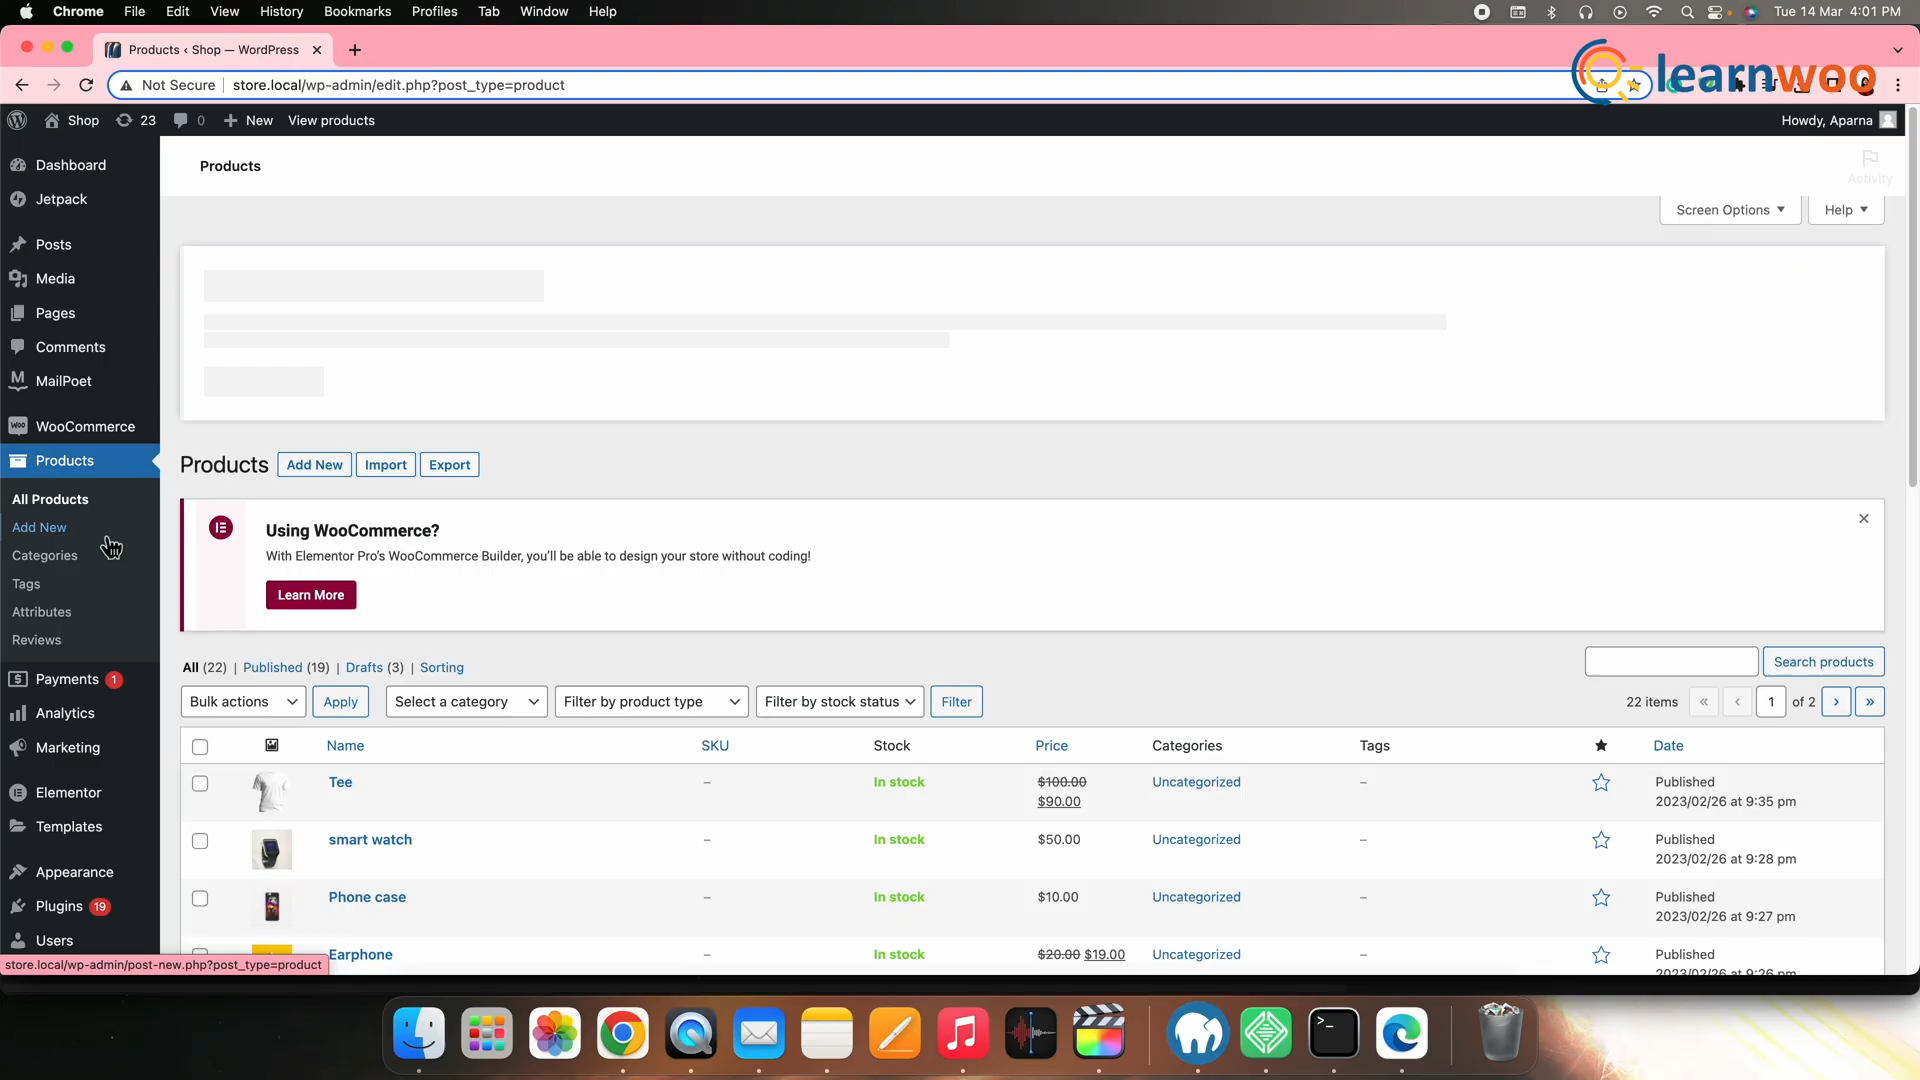 Chrome File Edit View History Bookmarks Profiles Tab Window Help Tue 14 Mar 4:01 PM
Products ‹ Shop — WordPress
Not Secure store.local/wp-admin/edit.php?post_type=product
learnwoo
Shop 23 0 New View products Howdy, Aparna
Dashboard
Jetpack
Posts
Media
Pages
Comments
MailPoet
WooCommerce
Products
All Products
Add New
Categories
Tags
Attributes
Reviews
Payments 1
Analytics
Marketing
Elementor
Templates
Appearance
Plugins 19
Users
store.local/wp-admin/post-new.php?post_type=product
Products
Activity
Screen Options Help
Products Add New Import Export
Using WooCommerce?
With Elementor Pro's WooCommerce Builder, you'll be able to design your store without coding!
Learn More
All (22) | Published (19) | Drafts (3) | Sorting
Search products
Bulk actions Apply Select a category Filter by product type Filter by stock status Filter 22 items « ‹ 1 of 2 › »
Name SKU Stock Price Categories Tags Date
Tee – In stock $100.00 Uncategorized – Published
$90.00 2023/02/26 at 9:35 pm
smart watch – In stock $50.00 Uncategorized – Published
2023/02/26 at 9:28 pm
Phone case – In stock $10.00 Uncategorized – Published
2023/02/26 at 9:27 pm
Earphone – In stock $20.00 $19.00 Uncategorized – Published
2023/02/26 at 9:26 pm